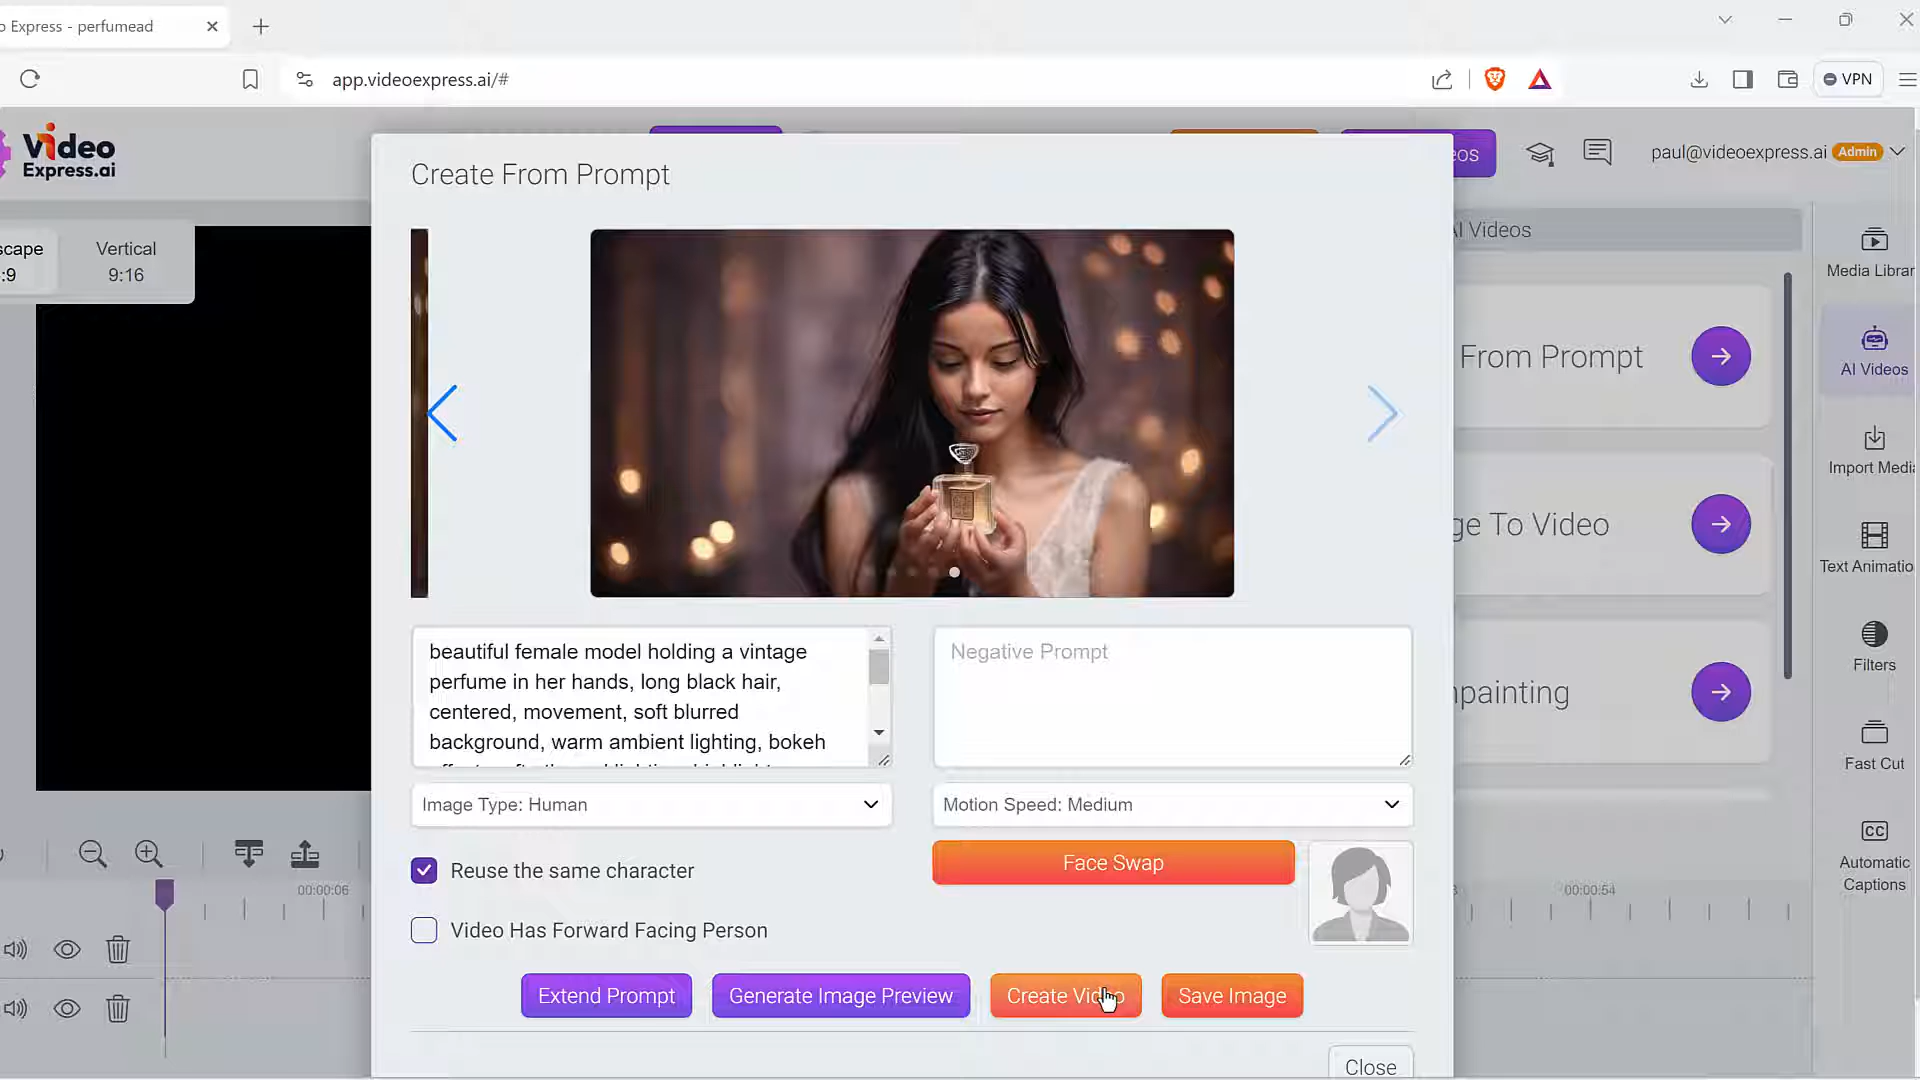 o Express - perfumead
app.videoexpress.ai/#
VPN
Video
Express.ai
Create From Prompt
eos
paul@videoexpress.ai Admin
scape
:9
Vertical
9:16
AI Videos
From Prompt
ge To Video
npainting
Media Librar
AI Videos
Import Medi
Text Animatio
Filters
Fast Cut
CC
Automatic
Captions
beautiful female model holding a vintage
perfume in her hands, long black hair,
centered, movement, soft blurred
background, warm ambient lighting, bokeh
Negative Prompt
Image Type: Human
Motion Speed: Medium
Reuse the same character
Face Swap
Video Has Forward Facing Person
Extend Prompt
Generate Image Preview
Create Video
Save Image
Close
00:00:06
00:00:54